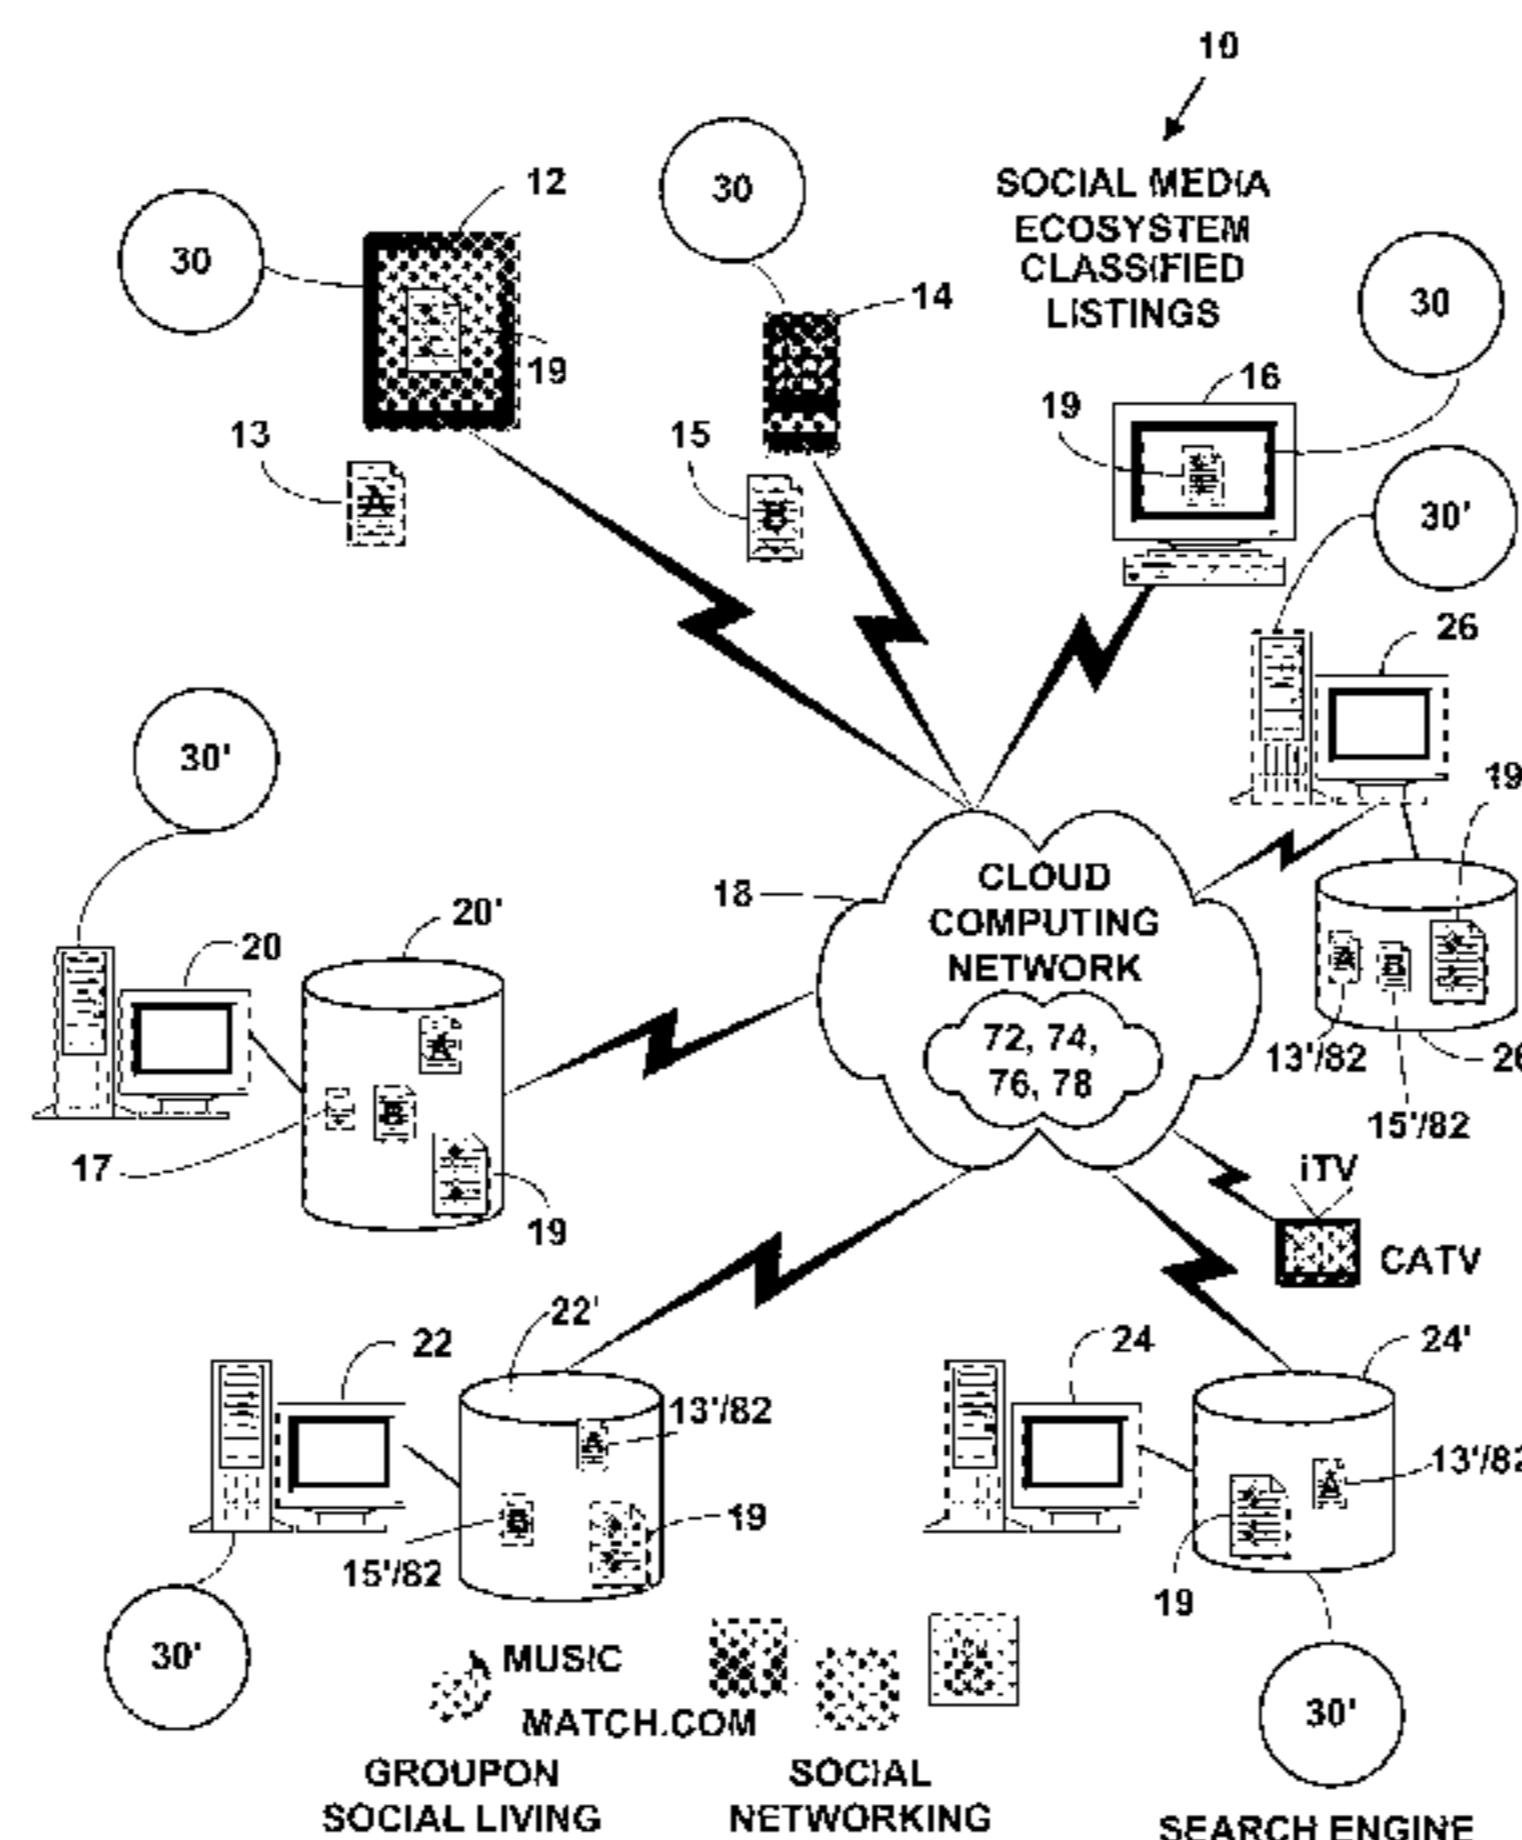 10
SOCIAL MEDIA
ECOSYSTEM
CLASSIFIED
LISTINGS
12
30
30
14
30
19
13
A
15
B
19
16
30
30'
26
30'
19
20'
20
18
CLOUD
COMPUTING
NETWORK
72, 74,
76, 78
A
B
13'/82
15'/82
A
B
17
19
iTV
CATV
22'
22
13'/82
A
B
15'/82
19
24
24'
13'/82
A
19
30'
MUSIC
MATCH.COM
GROUPON
SOCIAL LIVING
SOCIAL
NETWORKING
30'
SEARCH ENGINE